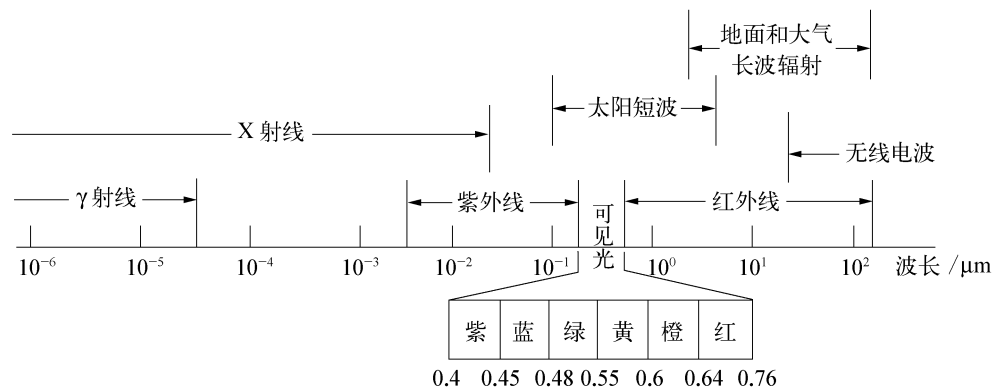 地面和大气
长波辐射
太阳短波
X 射线
无线电波
γ 射线
紫外线
可见光
红外线
10⁻⁶ 10⁻⁵ 10⁻⁴ 10⁻³ 10⁻² 10⁻¹ 10⁰ 10¹ 10² 波长 /μm
紫 蓝 绿 黄 橙 红
0.4 0.45 0.48 0.55 0.6 0.64 0.76